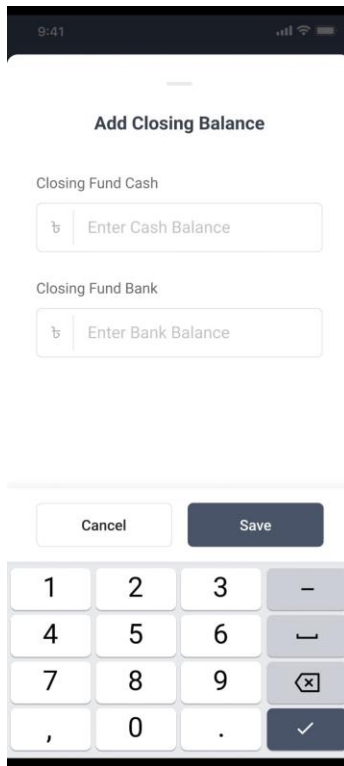 9:41
Add Closing Balance
Closing Fund Cash
৳ Enter Cash Balance
Closing Fund Bank
৳ Enter Bank Balance
Cancel Save
1 2 3 –
4 5 6
7 8 9
, 0 .